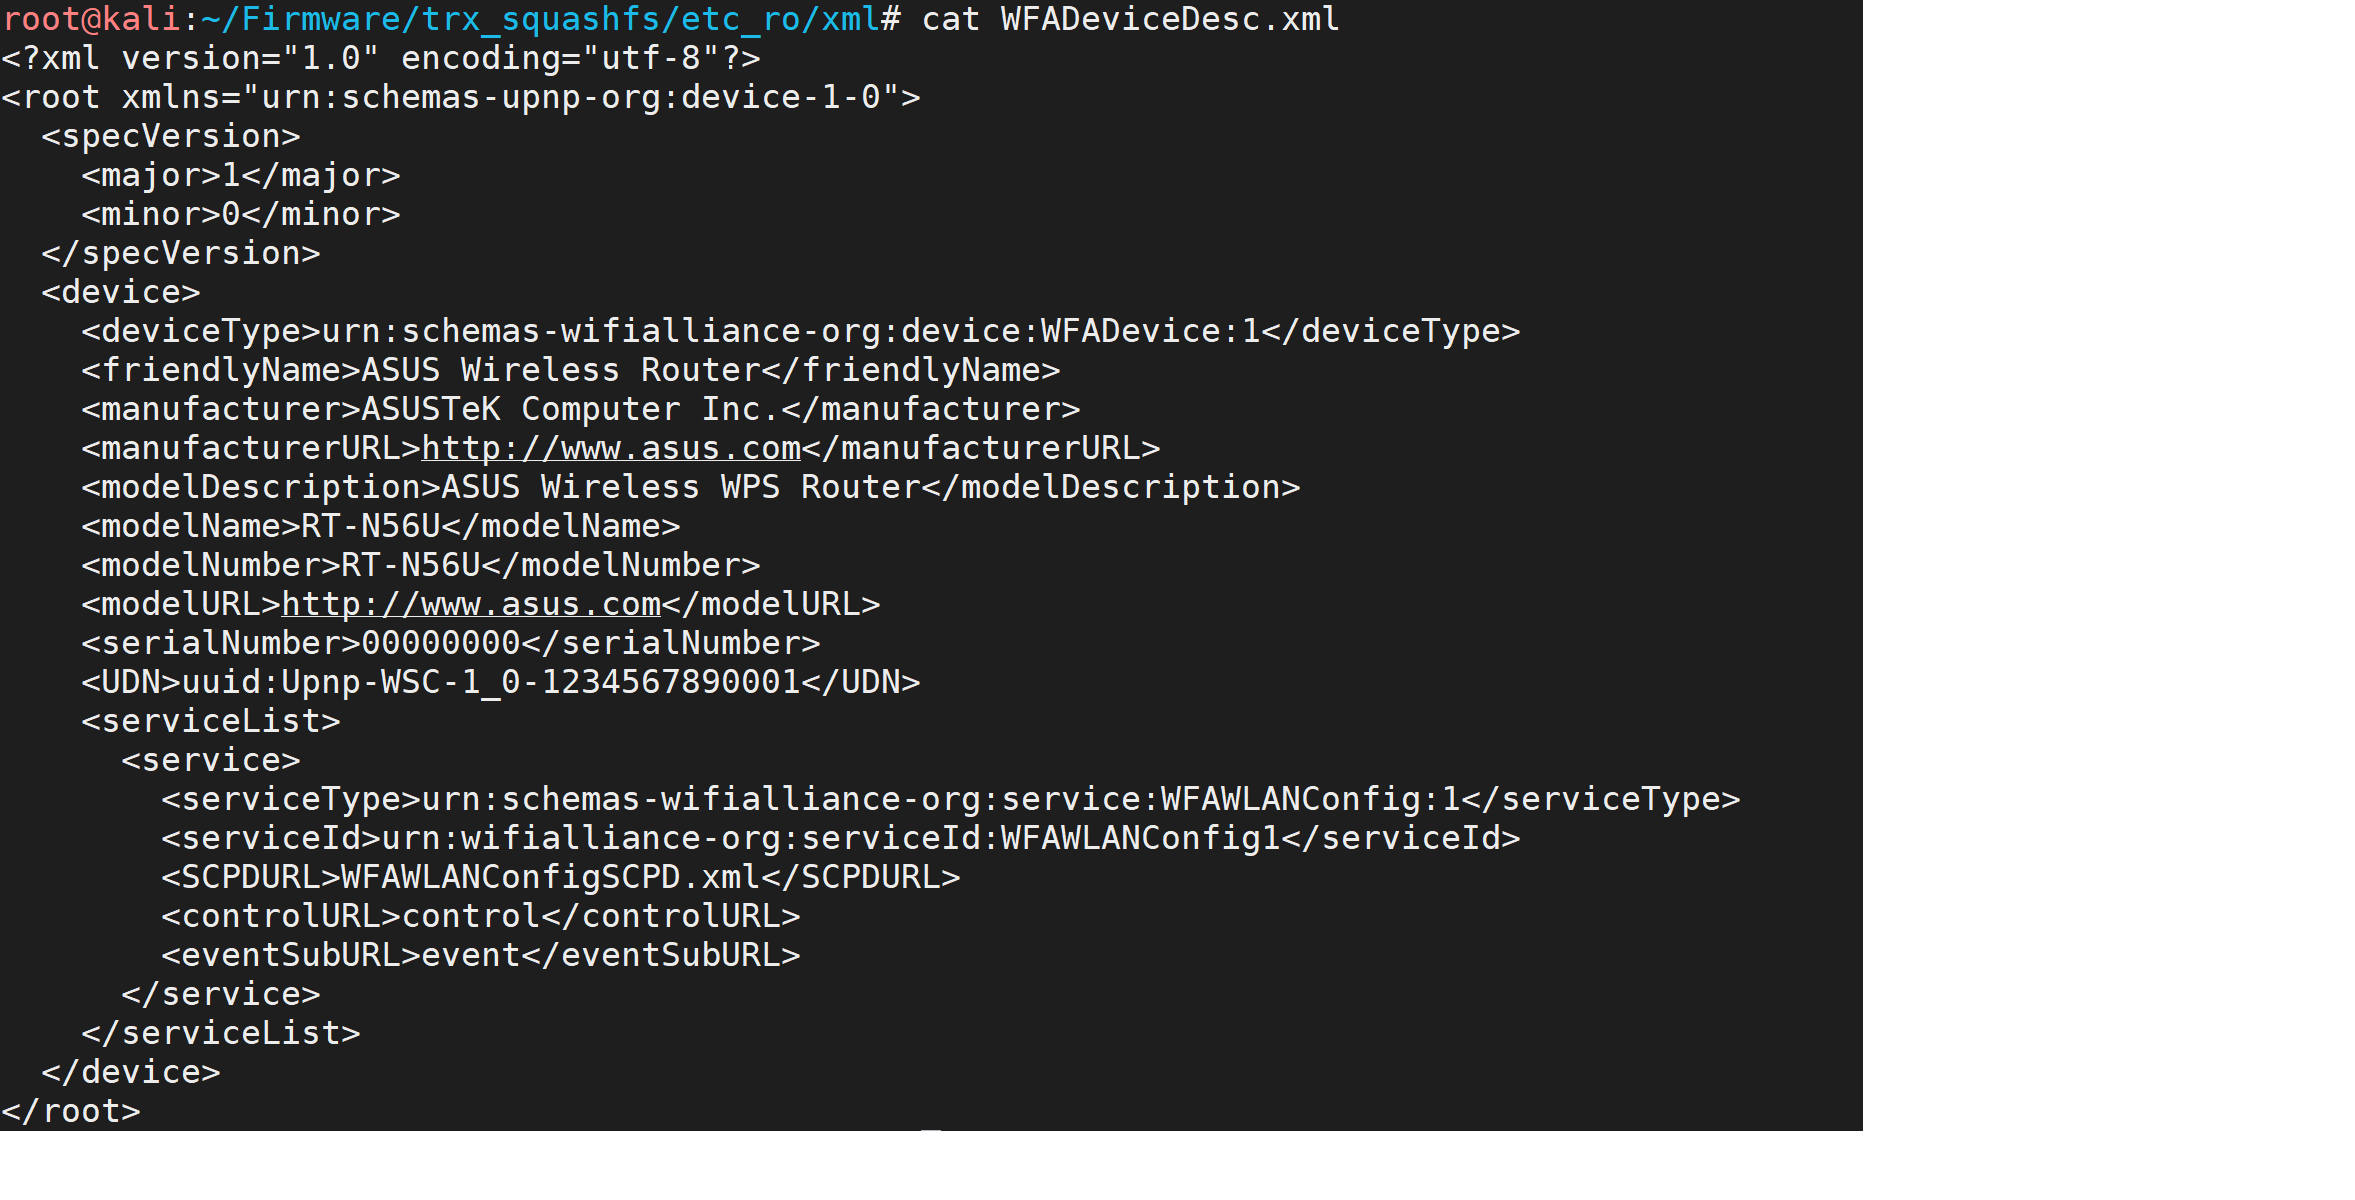 root@kali:~/Firmware/trx_squashfs/etc_ro/xml# cat WFADeviceDesc.xml
<?xml version="1.0" encoding="utf-8"?>
<root xmlns="urn:schemas-upnp-org:device-1-0">
  <specVersion>
    <major>1</major>
    <minor>0</minor>
  </specVersion>
  <device>
    <deviceType>urn:schemas-wifialliance-org:device:WFADevice:1</deviceType>
    <friendlyName>ASUS Wireless Router</friendlyName>
    <manufacturer>ASUSTeK Computer Inc.</manufacturer>
    <manufacturerURL>http://www.asus.com</manufacturerURL>
    <modelDescription>ASUS Wireless WPS Router</modelDescription>
    <modelName>RT-N56U</modelName>
    <modelNumber>RT-N56U</modelNumber>
    <modelURL>http://www.asus.com</modelURL>
    <serialNumber>00000000</serialNumber>
    <UDN>uuid:Upnp-WSC-1_0-1234567890001</UDN>
    <serviceList>
      <service>
        <serviceType>urn:schemas-wifialliance-org:service:WFAWLANConfig:1</serviceType>
        <serviceId>urn:wifialliance-org:serviceId:WFAWLANConfig1</serviceId>
        <SCPDURL>WFAWLANConfigSCPD.xml</SCPDURL>
        <controlURL>control</controlURL>
        <eventSubURL>event</eventSubURL>
      </service>
    </serviceList>
  </device>
</root>